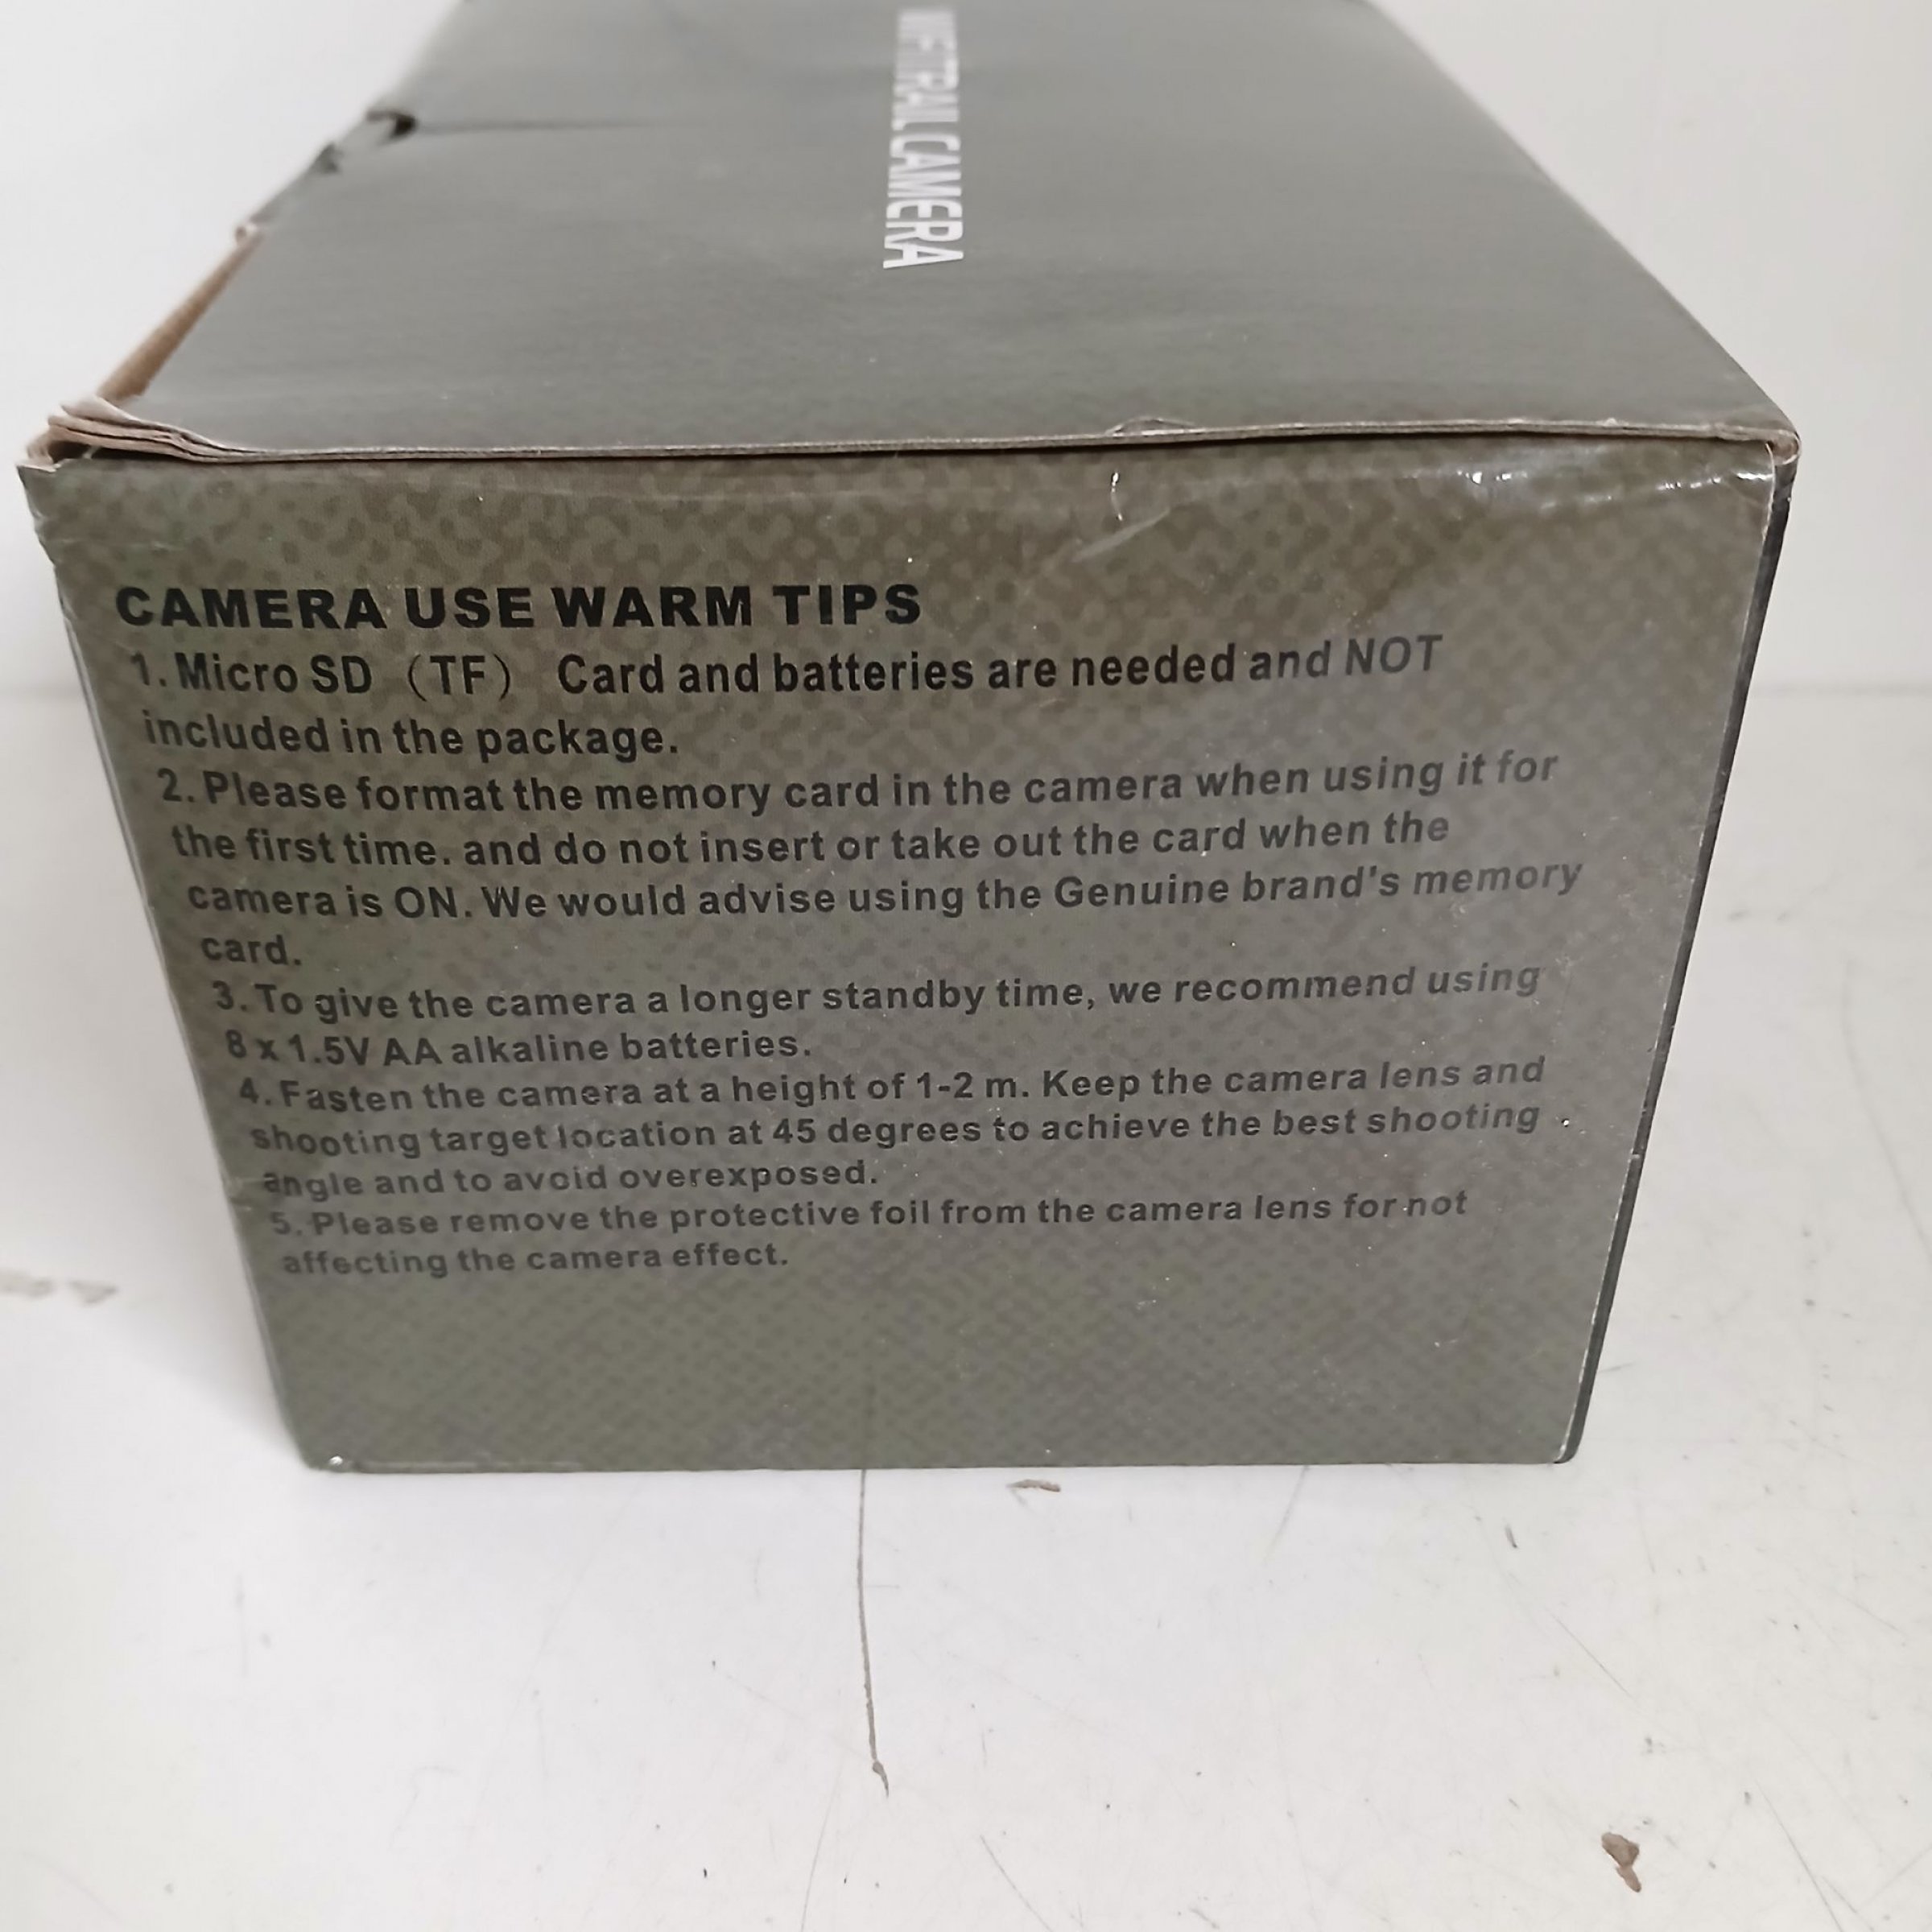 WIFI TRAIL CAMERA
CAMERA USE WARM TIPS
1. Micro SD （TF） Card and batteries are needed and NOT
included in the package.
2. Please format the memory card in the camera when using it for
the first time. and do not insert or take out the card when the
camera is ON. We would advise using the Genuine brand's memory
card.
3. To give the camera a longer standby time, we recommend using
8 x 1.5V AA alkaline batteries.
4. Fasten the camera at a height of 1-2 m. Keep the camera lens and
shooting target location at 45 degrees to achieve the best shooting
angle and to avoid overexposed.
5. Please remove the protective foil from the camera lens for not
affecting the camera effect.